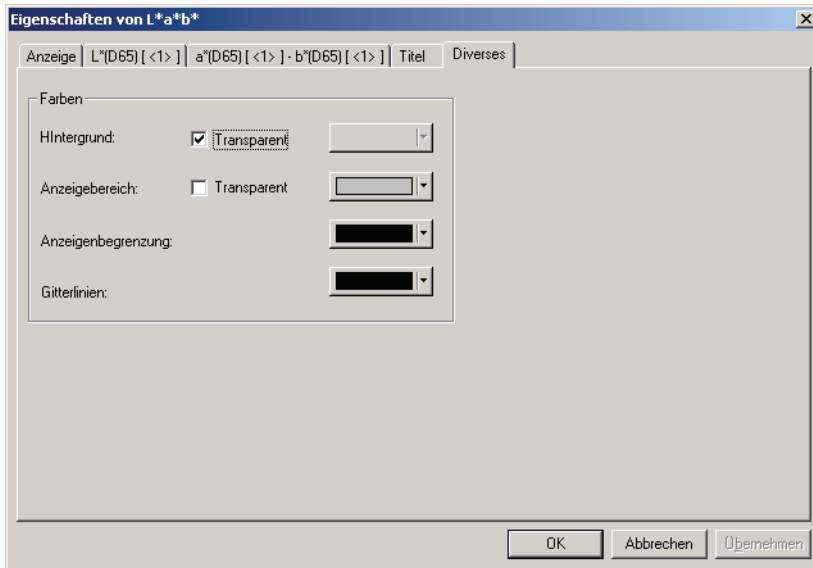 Eigenschaften von L*a*b*
Anzeige L*(D65) [ <1> ] a*(D65) [ <1> ] - b*(D65) [ <1> ] Titel Diverses
Farben
HIntergrund: Transparent
Anzeigebereich: Transparent
Anzeigenbegrenzung:
Gitterlinien:
OK Abbrechen Übernehmen